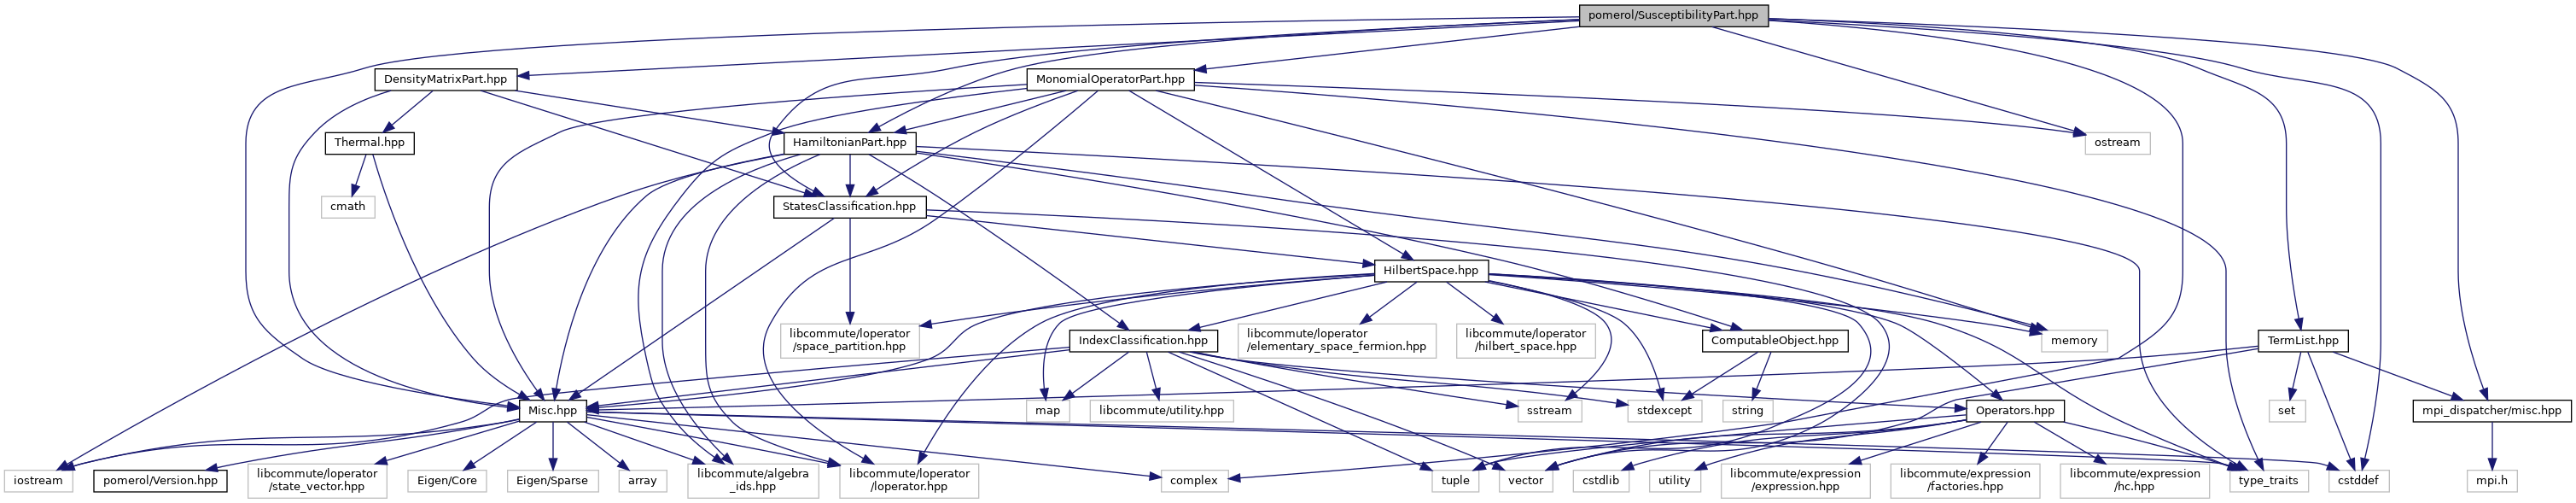 pomerol/SusceptibilityPart.hpp
DensityMatrixPart.hpp
MonomialOperatorPart.hpp
Thermal.hpp
HamiltonianPart.hpp
ostream
cmath
StatesClassification.hpp
HilbertSpace.hpp
libcommute/loperator
/space_partition.hpp
IndexClassification.hpp
libcommute/loperator
/elementary_space_fermion.hpp
libcommute/loperator
/hilbert_space.hpp
ComputableObject.hpp
memory
TermList.hpp
Misc.hpp
map
libcommute/utility.hpp
sstream
stdexcept
string
Operators.hpp
set
mpi_dispatcher/misc.hpp
iostream
pomerol/Version.hpp
libcommute/loperator
/state_vector.hpp
Eigen/Core
Eigen/Sparse
array
libcommute/algebra
_ids.hpp
libcommute/loperator
/loperator.hpp
complex
tuple
vector
cstdlib
utility
libcommute/expression
/expression.hpp
libcommute/expression
/factories.hpp
libcommute/expression
/hc.hpp
type_traits
cstddef
mpi.h